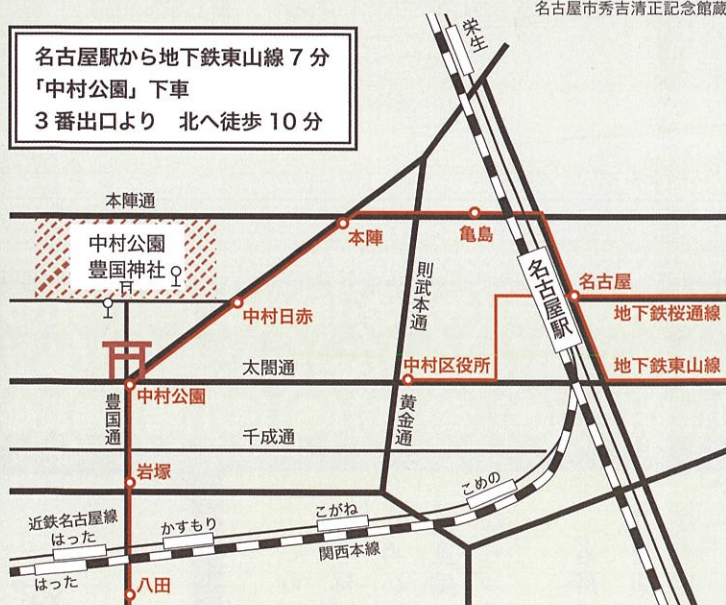 名古屋市秀吉清正記念館蔵
名古屋駅から地下鉄東山線7分
「中村公園」下車
3番出口より　北へ徒歩10分
栄生
本陣通
中村公園
豊国神社
本陣
亀島
則武本通
名古屋駅
名古屋
地下鉄桜通線
中村日赤
太閤通
中村区役所
地下鉄東山線
中村公園
豊国通
千成通
黄金通
岩塚
近鉄名古屋線
はった
かすもり
こがね
こめの
関西本線
はった
八田